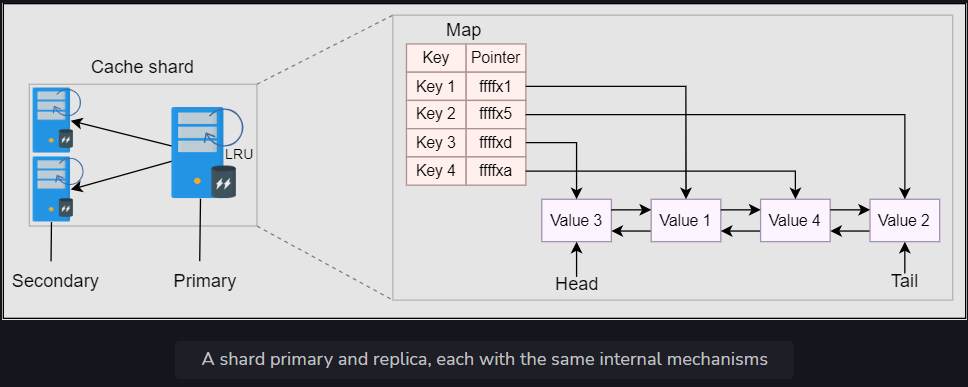 Cache shard
LRU
Secondary
Primary
Map
Key Pointer
Key 1 ffffx1
Key 2 ffffx5
Key 3 ffffxd
Key 4 ffffxa
Value 3 Value 1 Value 4 Value 2
Head
Tail
A shard primary and replica, each with the same internal mechanisms